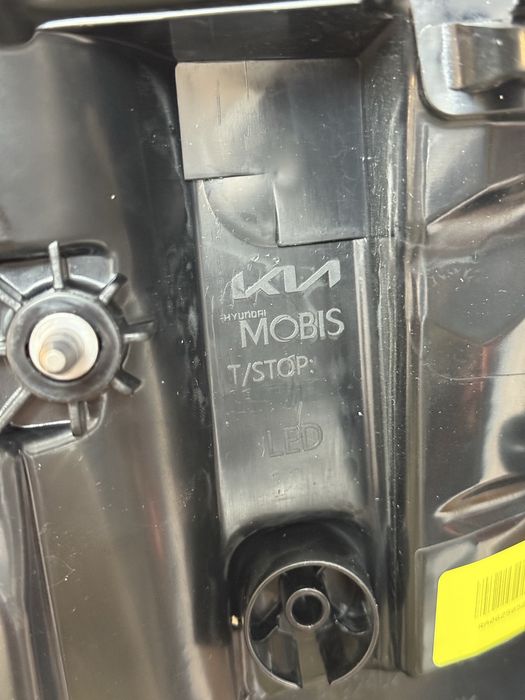 KIA
HYUNDAI
MOBIS
T/STOP:
LED